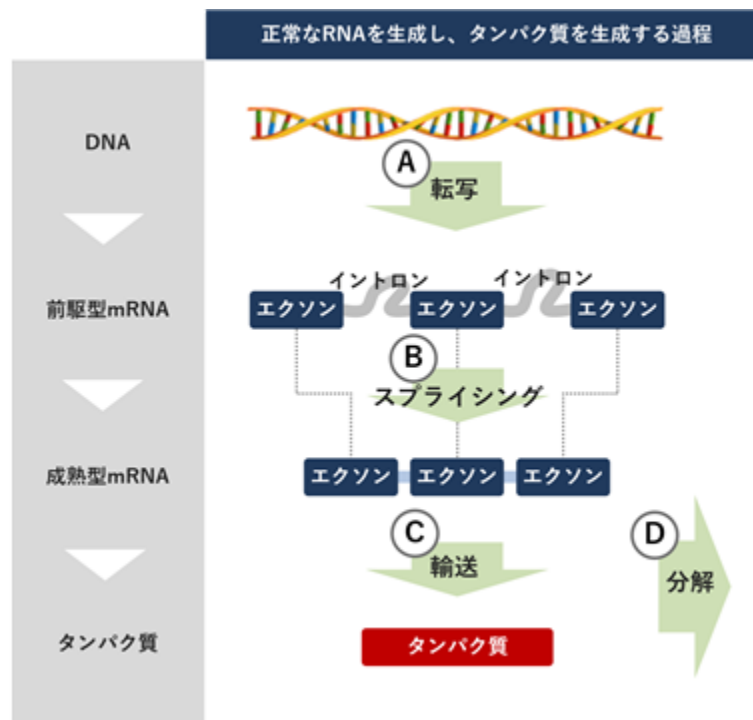 正常なRNAを生成し、タンパク質を生成する過程
DNA
A
転写
イントロン
イントロン
前駆型mRNA
エクソン
エクソン
エクソン
B
スプライシング
成熟型mRNA
エクソン
エクソン
エクソン
C
輸送
D
分解
タンパク質
タンパク質